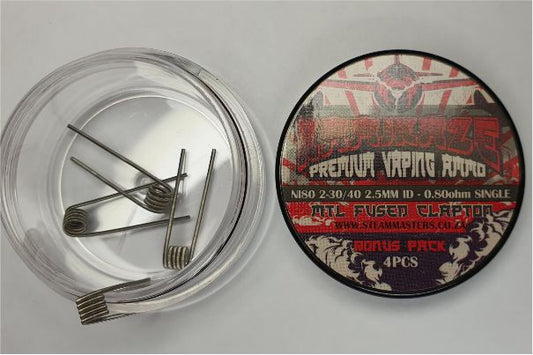 KAMIKAZE
PREMIUM VAPING AMMO
NI80 2-30/40 2.5MM ID - 0.80ohm SINGLE
MTL FUSED CLAPTON
WWW.STEAMMASTERS.CO.ZA
BONUS PACK
4PCS